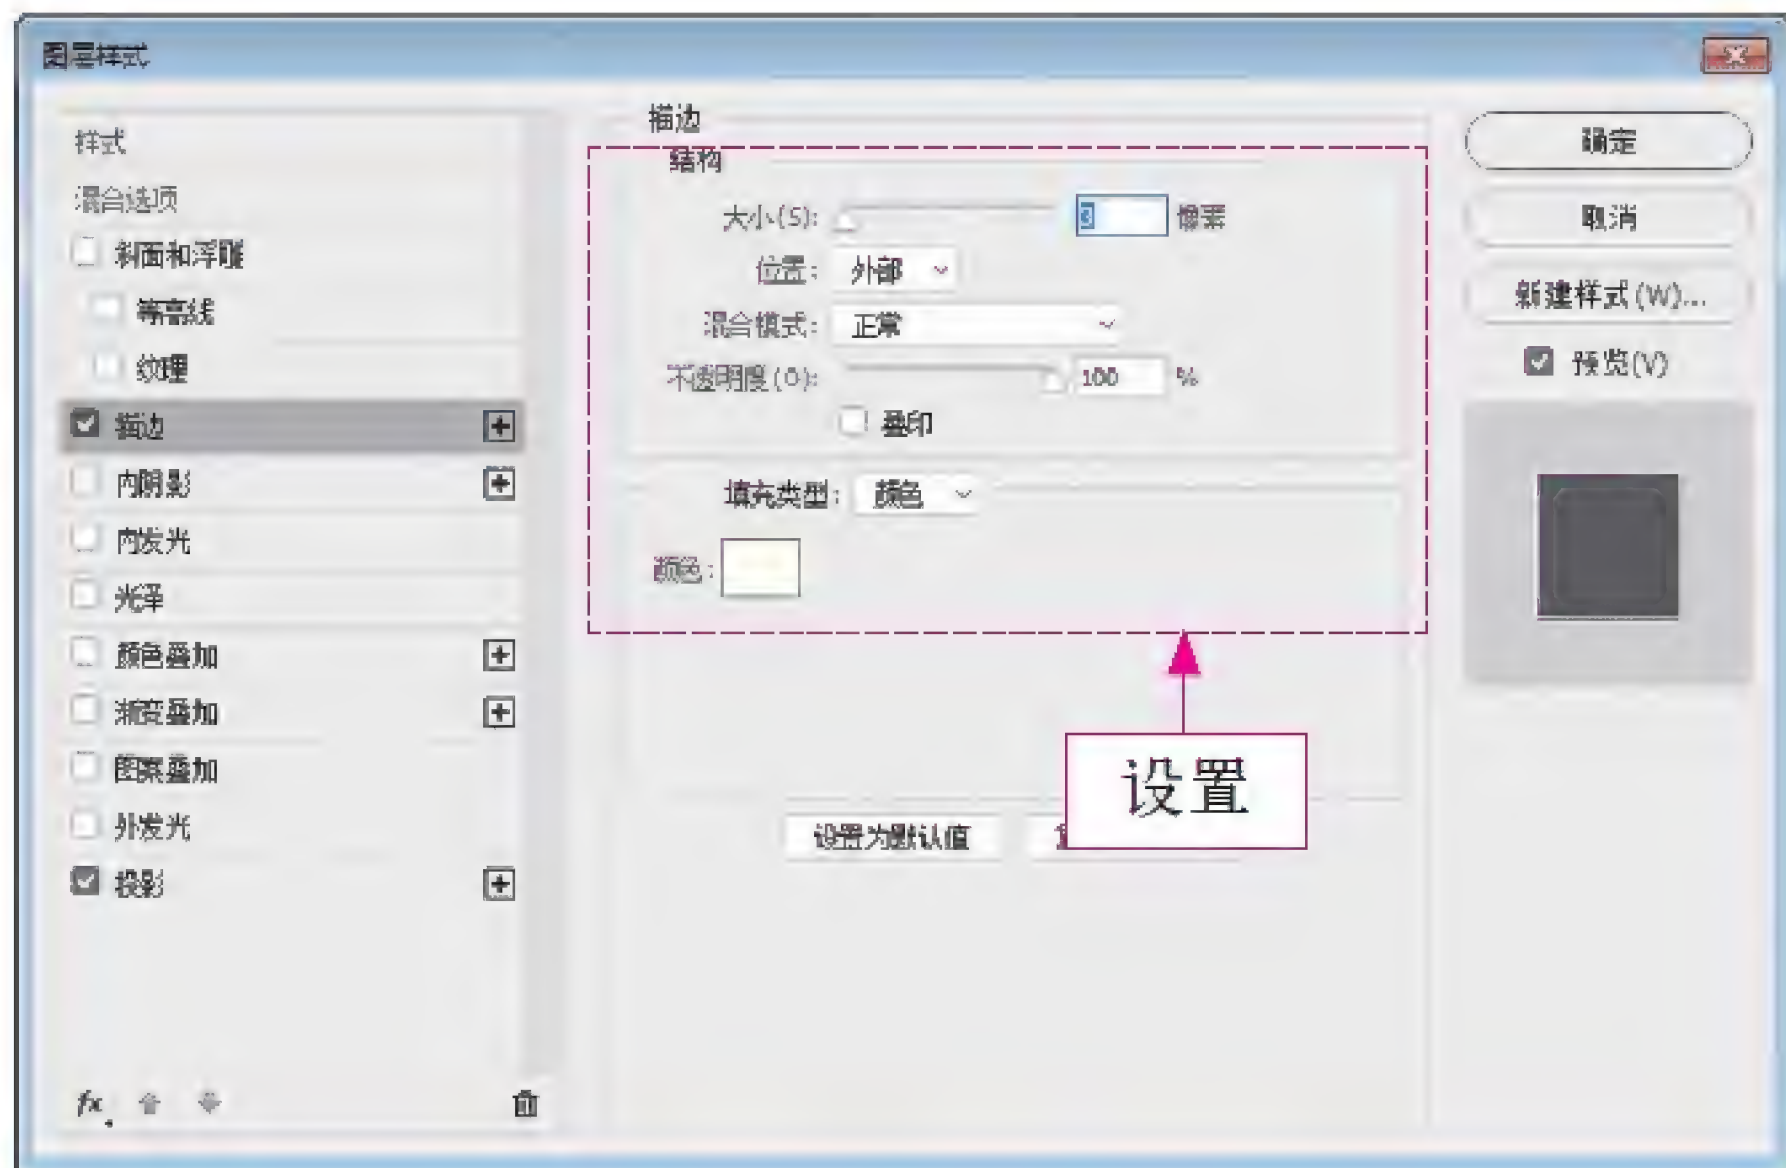 图层样式
样式
混合选项
斜面和浮雕
等高线
纹理
描边
内阴影
内发光
光泽
颜色叠加
渐变叠加
图案叠加
外发光
投影
fx
描边
结构
大小(S): 像素
位置: 外部
混合模式: 正常
不透明度(O): 100 %
叠印
填充类型: 颜色
颜色:
设置
设置为默认值
确定
取消
新建样式(W)...
预览(V)